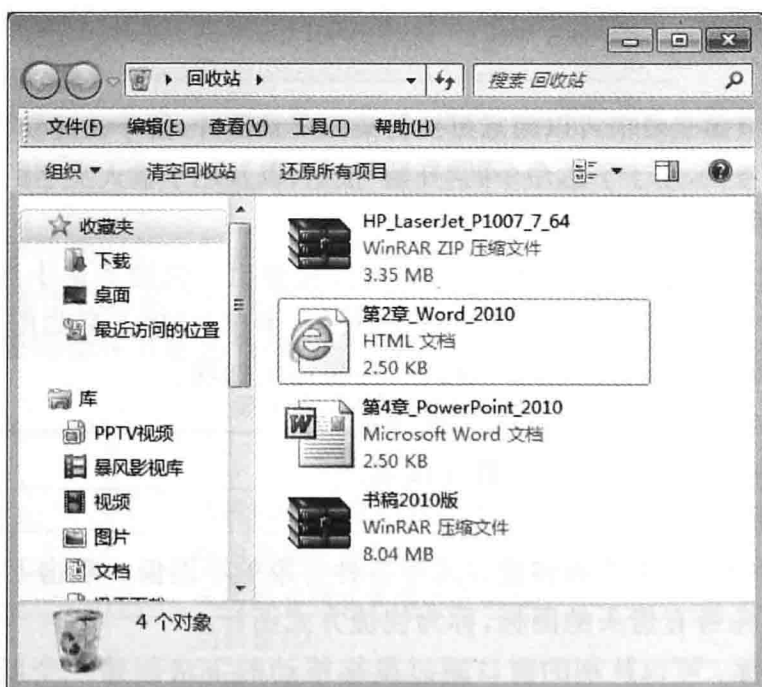 回收站
搜索 回收站
文件(F) 编辑(E) 查看(V) 工具(T) 帮助(H)
组织 清空回收站 还原所有项目
收藏夹
下载
桌面
最近访问的位置
库
PPTV视频
暴风影视库
视频
图片
文档
HP_LaserJet_P1007_7_64
WinRAR ZIP 压缩文件
3.35 MB
第2章_Word_2010
HTML 文档
2.50 KB
第4章_PowerPoint_2010
Microsoft Word 文档
2.50 KB
书稿2010版
WinRAR 压缩文件
8.04 MB
4 个对象